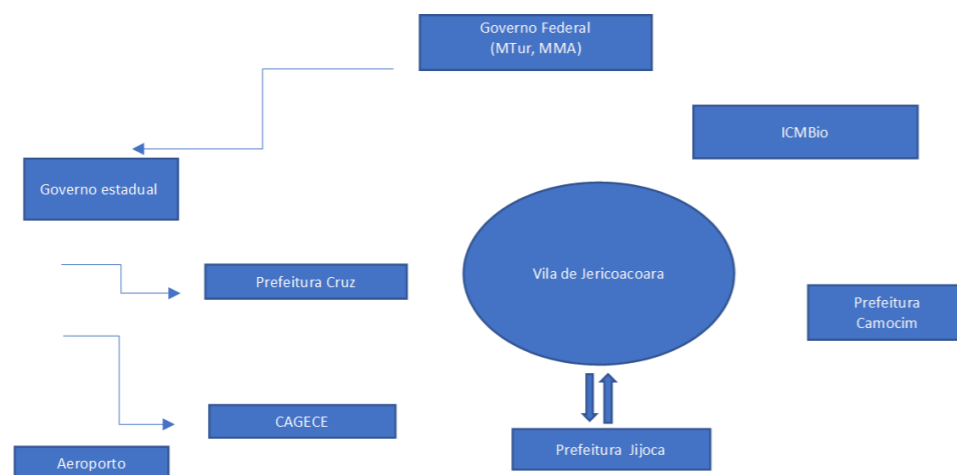 Governo Federal
(MTur, MMA)
ICMBio
Governo estadual
Vila de Jericoacoara
Prefeitura Cruz
Prefeitura
Camocim
CAGECE
Prefeitura Jijoca
Aeroporto